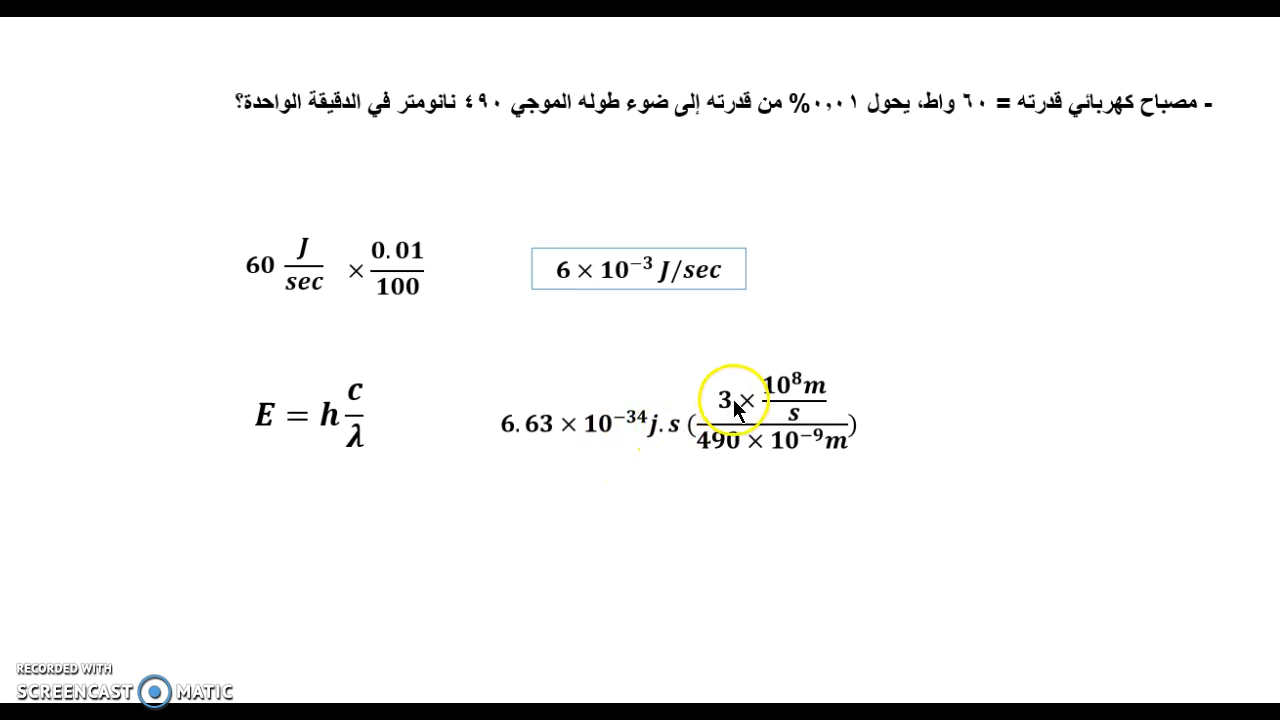 - مصباح كهربائي قدرته = ٦٠ واط، يحول ٠,٠١% من قدرته إلى ضوء طوله الموجي ٤٩٠ نانومتر في الدقيقة الواحدة؟
60 J/sec × 0.01/100
6 × 10⁻³ J/sec
E = h c/λ
6.63 × 10⁻³⁴ j.s (3 × 10⁸m/s / 490 × 10⁻⁹m)
RECORDED WITH
SCREENCAST MATIC